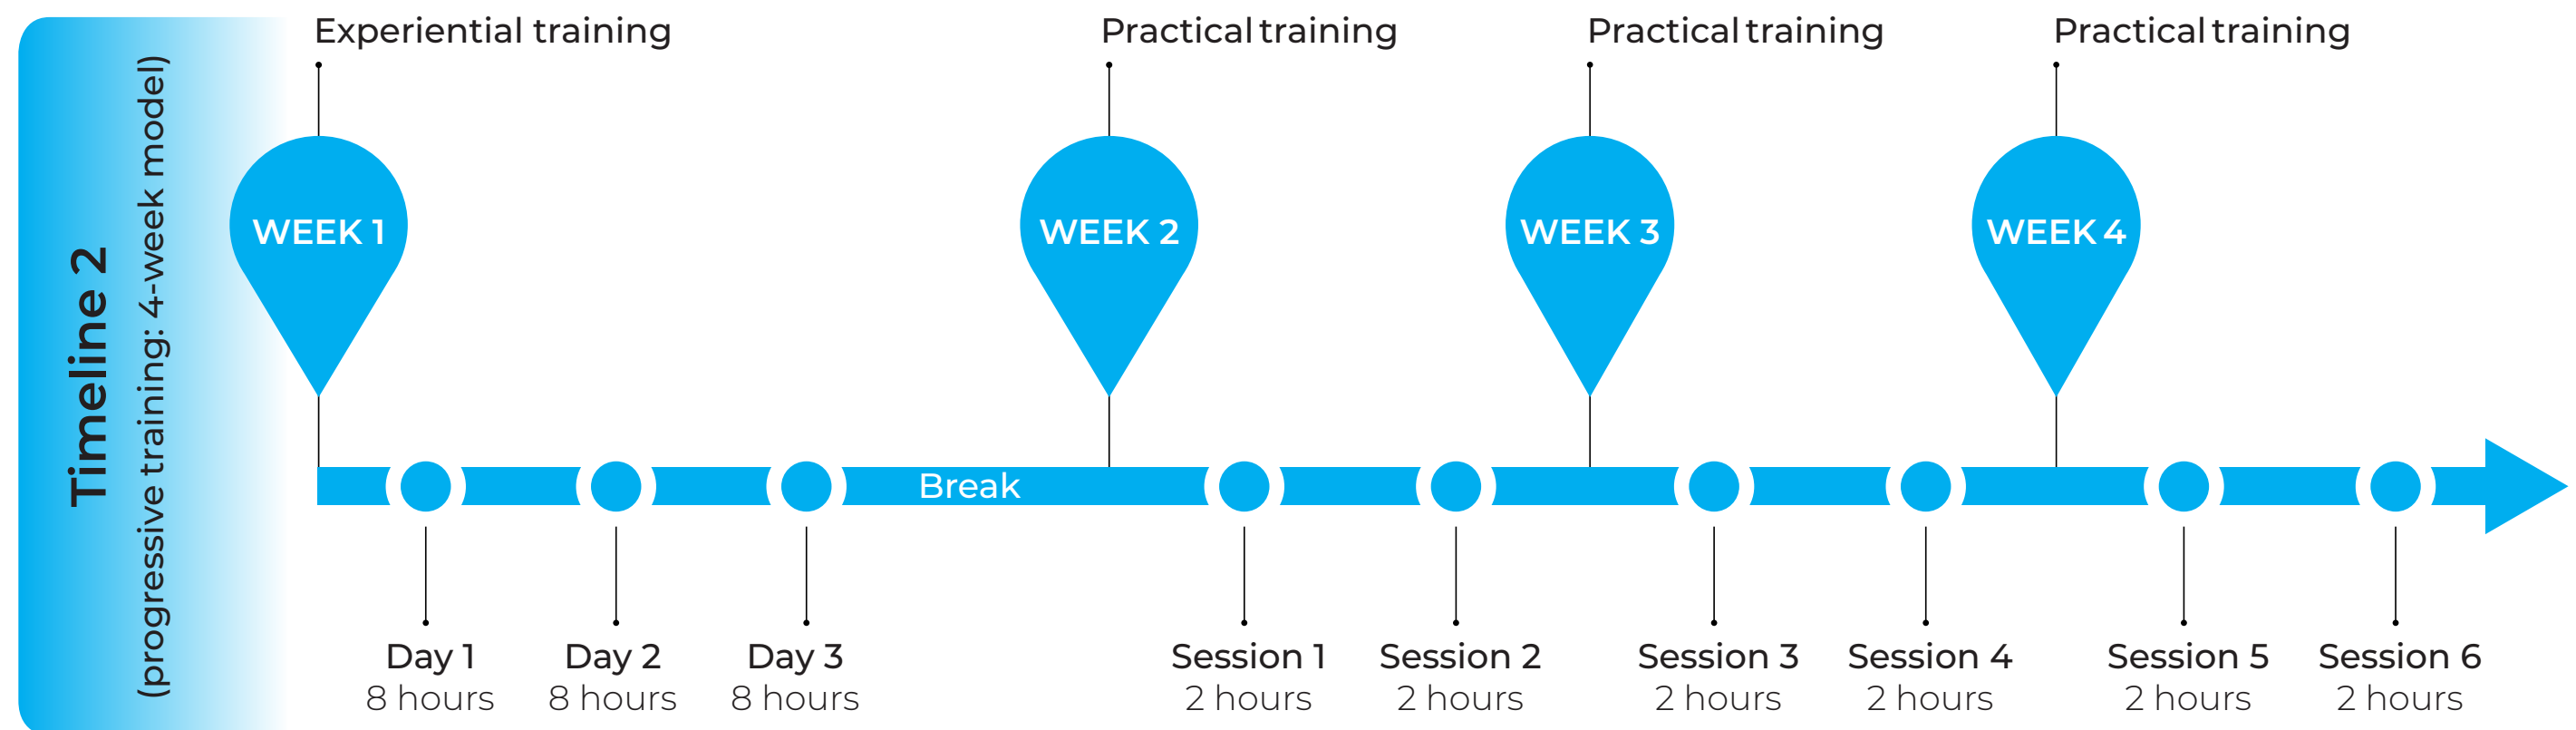 Timeline 2
(progressive training: 4-week model)
Experiential training
Practical training
Practical training
Practical training
WEEK 1
WEEK 2
WEEK 3
WEEK 4
Break
Day 1
8 hours
Day 2
8 hours
Day 3
8 hours
Session 1
2 hours
Session 2
2 hours
Session 3
2 hours
Session 4
2 hours
Session 5
2 hours
Session 6
2 hours